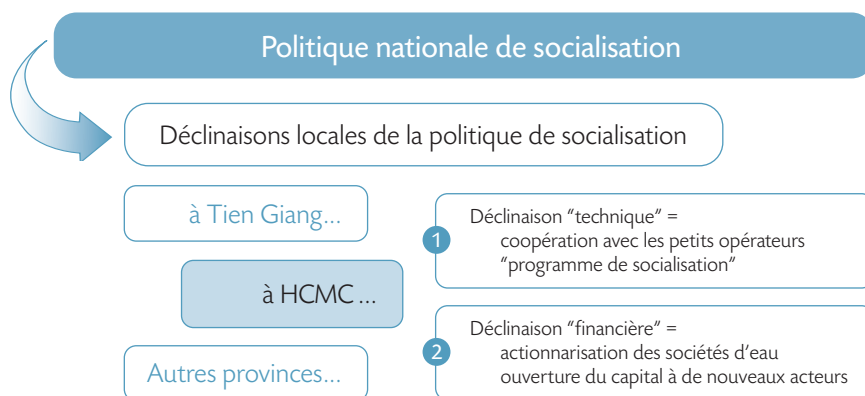 Politique nationale de socialisation
Déclinaisons locales de la politique de socialisation
à Tien Giang...
à HCMC ...
Autres provinces...
1
Déclinaison "technique" =
coopération avec les petits opérateurs
"programme de socialisation"
2
Déclinaison "financière" =
actionnarisation des sociétés d'eau
ouverture du capital à de nouveaux acteurs